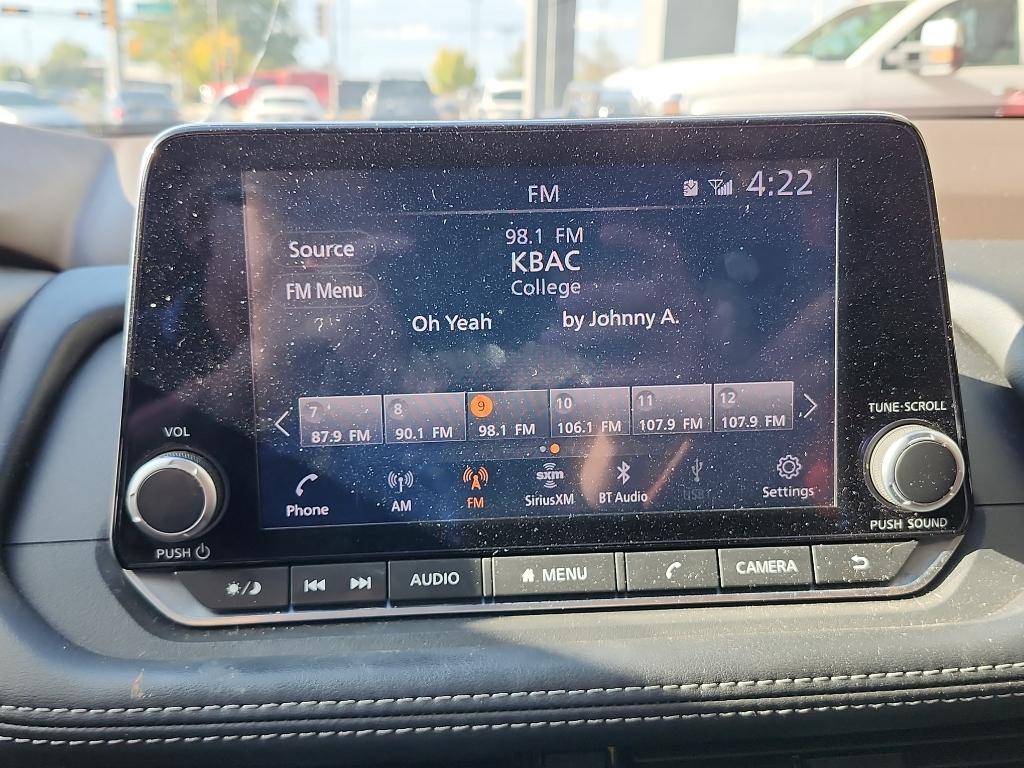 FM
4:22
98.1 FM
Source
KBAC
College
FM Menu
Oh Yeah by Johnny A.
7 8 9 10 11 12
87.9 FM 90.1 FM 98.1 FM 106.1 FM 107.9 FM 107.9 FM
TUNE·SCROLL
VOL
Phone AM FM sxm SiriusXM BT Audio USB Settings
PUSH SOUND
PUSH
AUDIO MENU CAMERA